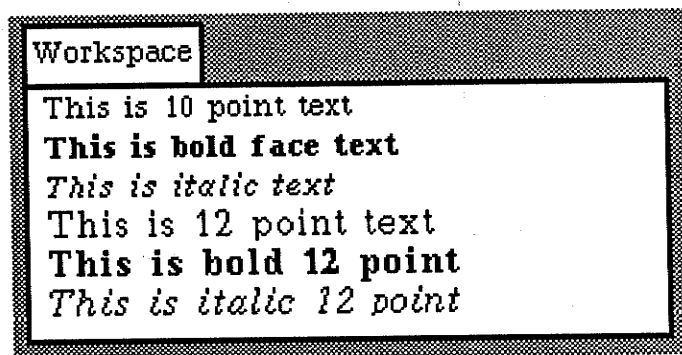 Workspace
This is 10 point text
This is bold face text
This is italic text
This is 12 point text
This is bold 12 point
This is italic 12 point